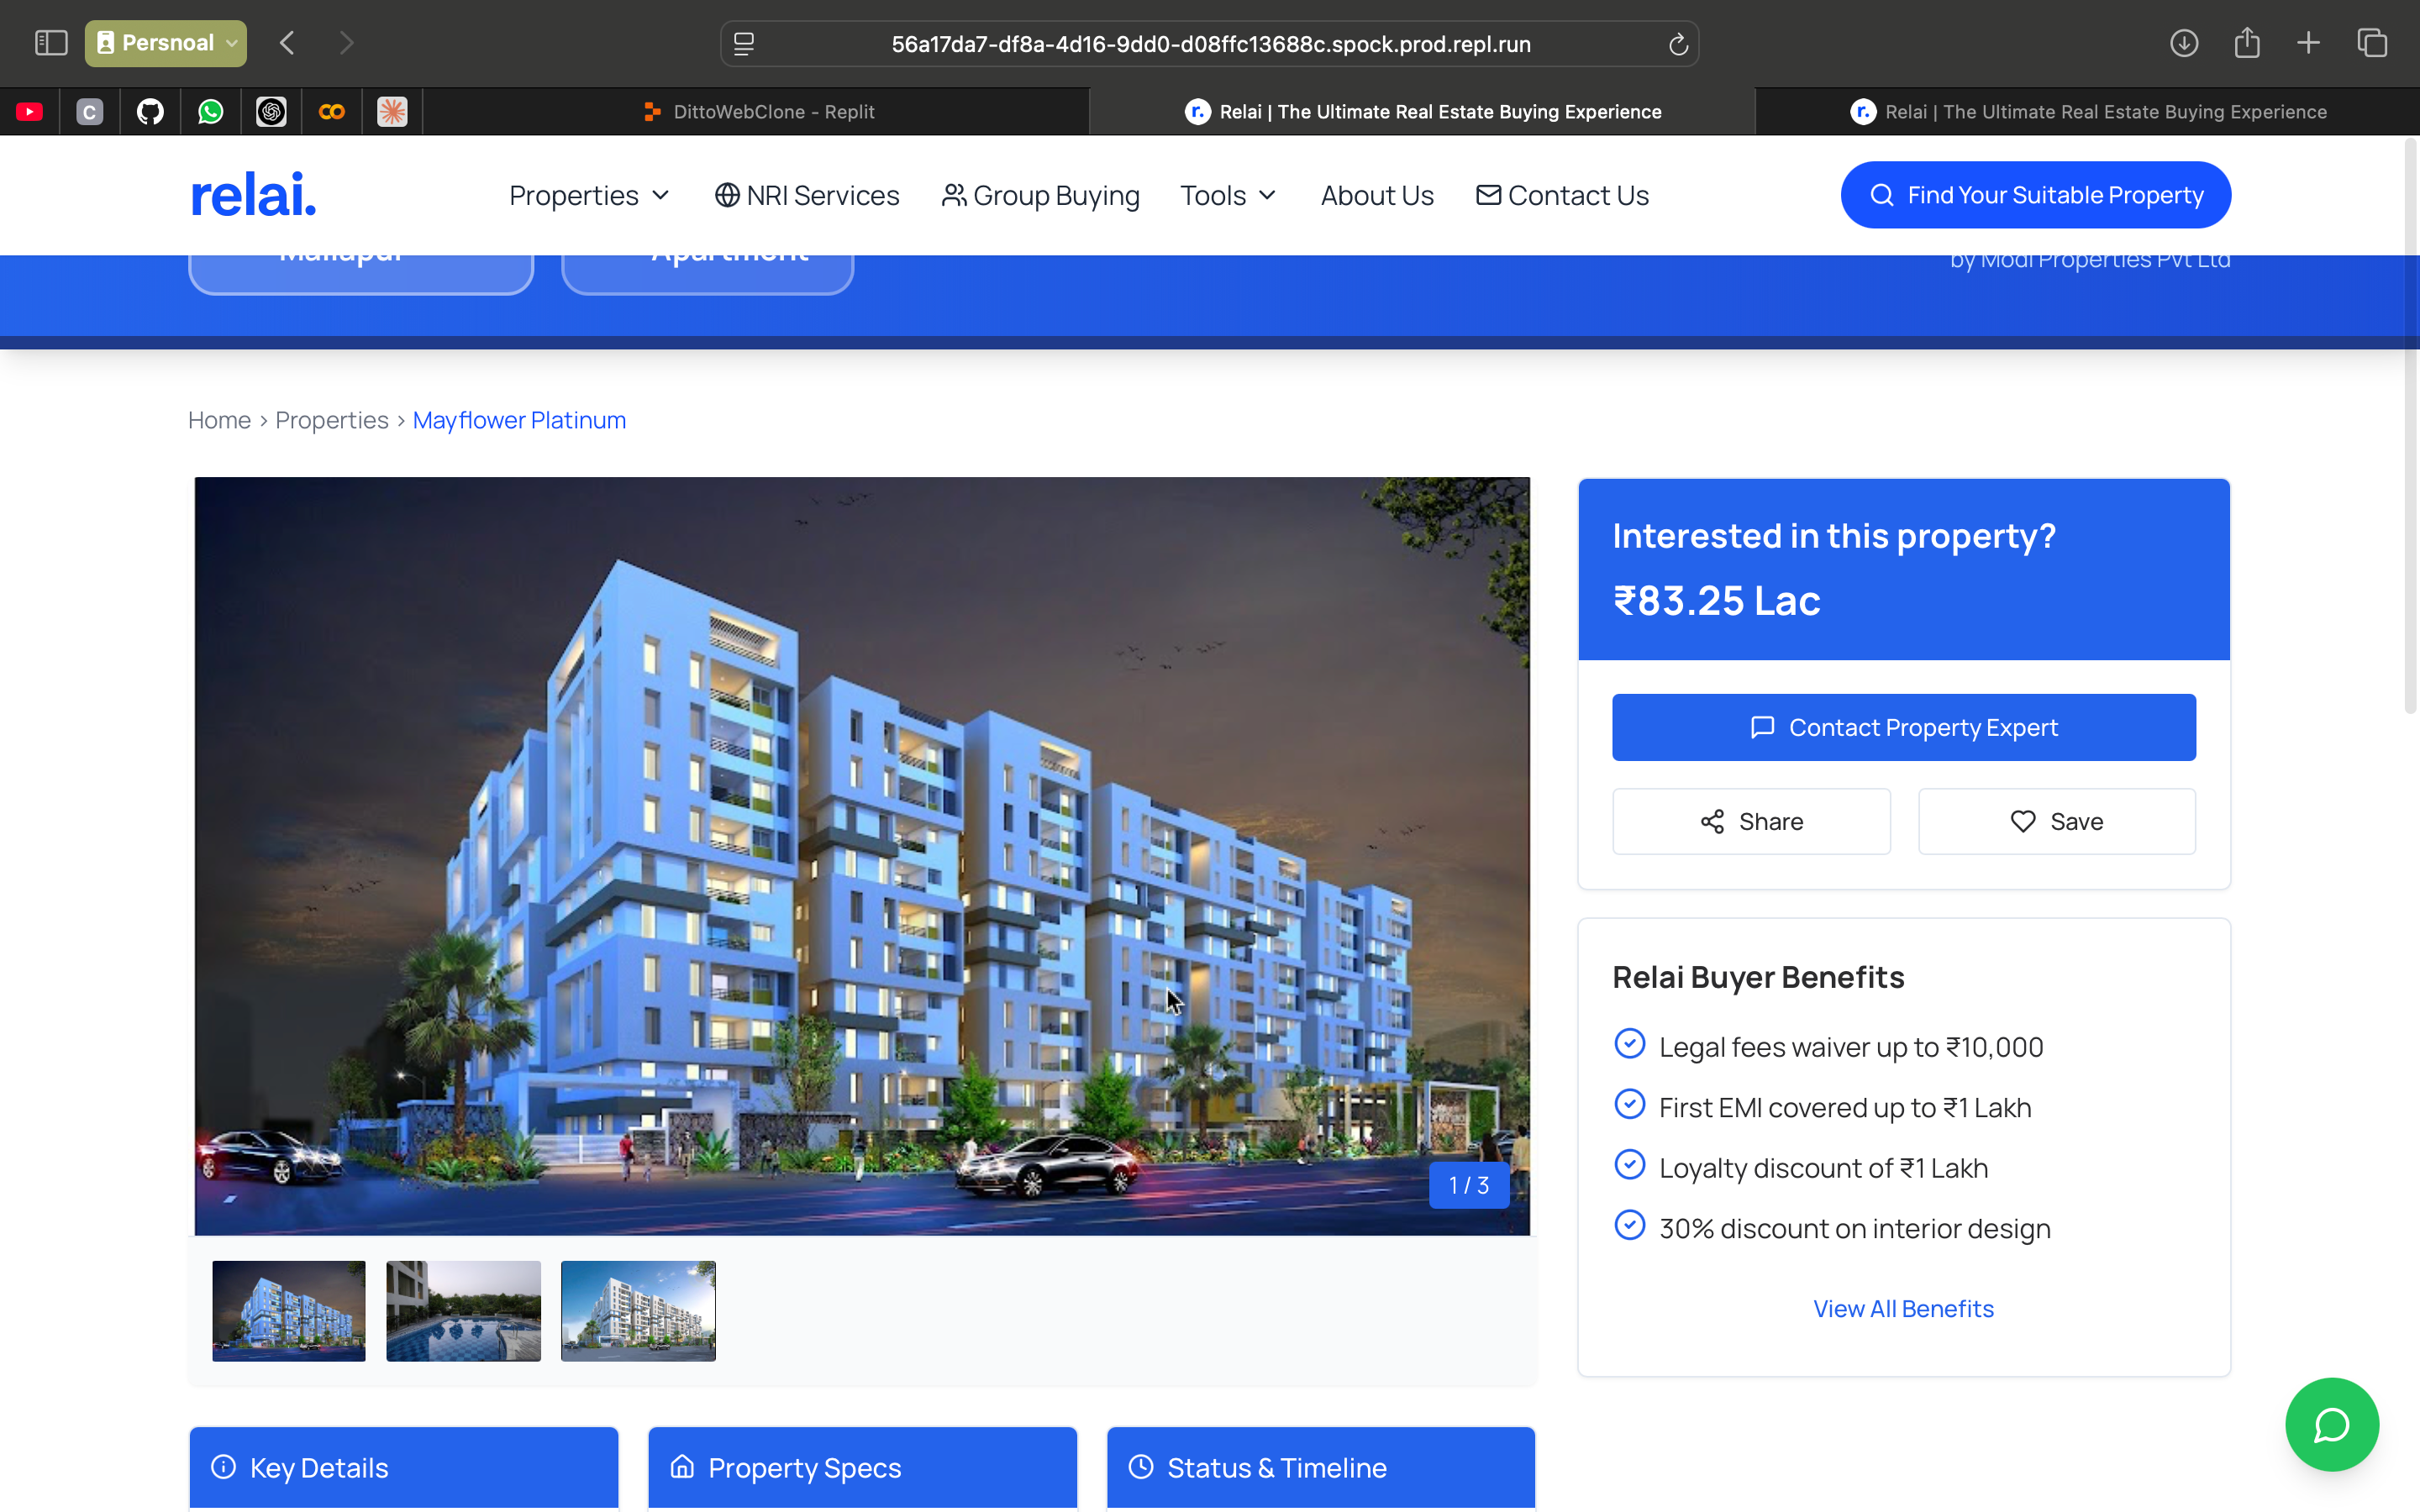 Persnoal
56a17da7-df8a-4d16-9dd0-d08ffc13688c.spock.prod.repl.run
C
DittoWebClone - Replit
r. Relai | The Ultimate Real Estate Buying Experience
r. Relai | The Ultimate Real Estate Buying Experience
relai.
Properties
NRI Services
Group Buying
Tools
About Us
Contact Us
Find Your Suitable Property
Mallapur
Apartment
by Modi Properties Pvt Ltd
Home > Properties > Mayflower Platinum
1 / 3
Interested in this property?
₹83.25 Lac
Contact Property Expert
Share
Save
Relai Buyer Benefits
Legal fees waiver up to ₹10,000
First EMI covered up to ₹1 Lakh
Loyalty discount of ₹1 Lakh
30% discount on interior design
View All Benefits
Key Details
Property Specs
Status & Timeline